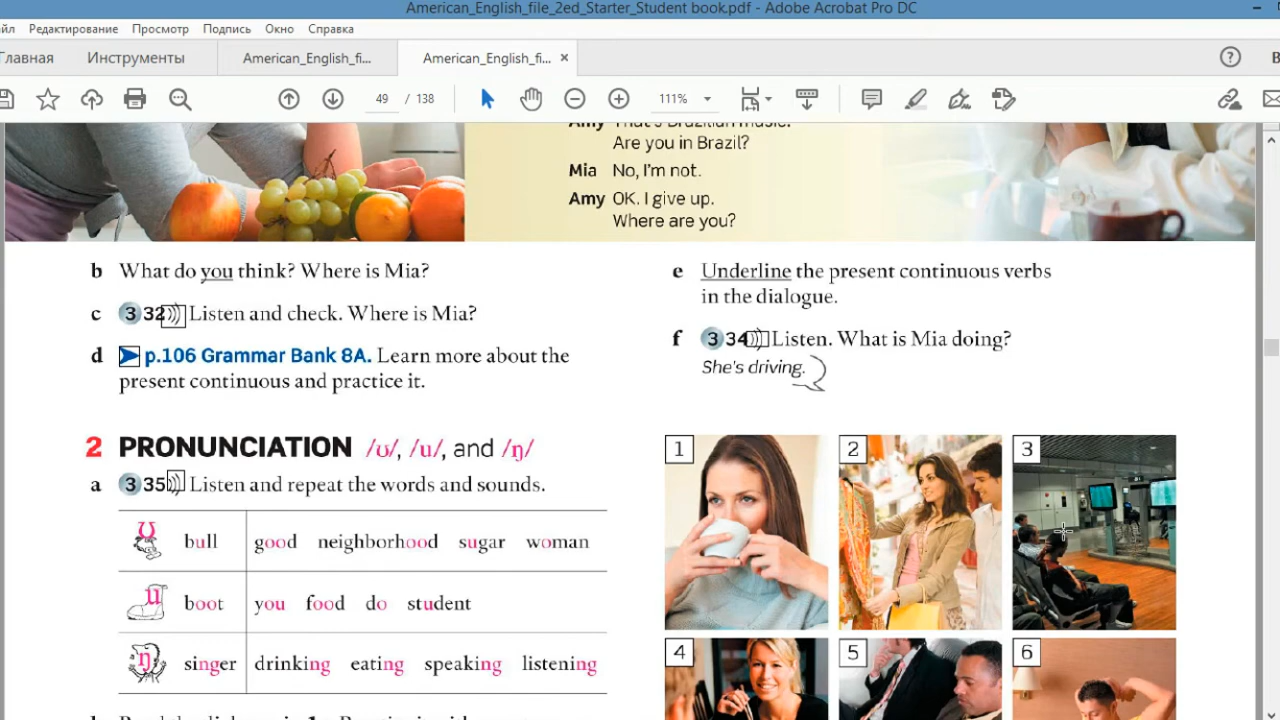 American_English_file_2ed_Starter_Student book.pdf - Adobe Acrobat Pro DC
Редактирование Просмотр Подпись Окно Справка
Главная Инструменты American_English_fi... American_English_fi... ×
49 / 138 111%
Amy That's Brazilian music.
Are you in Brazil?
Mia No, I'm not.
Amy OK. I give up.
Where are you?
b What do you think? Where is Mia?
c 3 32 Listen and check. Where is Mia?
d p.106 Grammar Bank 8A. Learn more about the
present continuous and practice it.
2 PRONUNCIATION /ʊ/, /u/, and /ŋ/
a 3 35 Listen and repeat the words and sounds.
ʊ bull good neighborhood sugar woman
u boot you food do student
ŋ singer drinking eating speaking listening
e Underline the present continuous verbs
in the dialogue.
f 3 34 Listen. What is Mia doing?
She's driving.
1 2 3
4 5 6